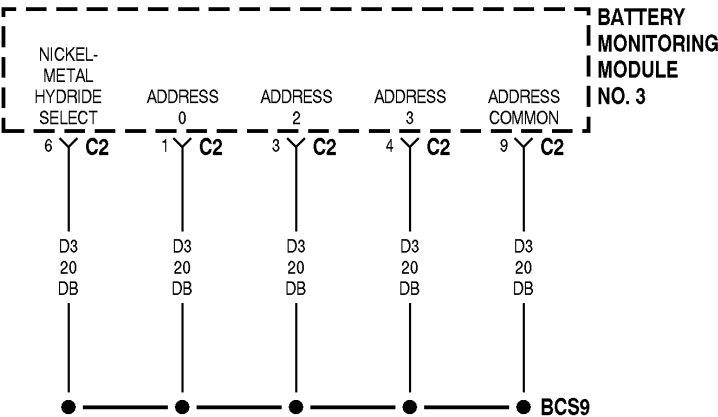 BATTERY
MONITORING
MODULE
NO. 3
NICKEL-
METAL
HYDRIDE
SELECT
ADDRESS
0
ADDRESS
2
ADDRESS
3
ADDRESS
COMMON
6 C2 1 C2 3 C2 4 C2 9 C2
D3 D3 D3 D3 D3
20 20 20 20 20
DB DB DB DB DB
BCS9